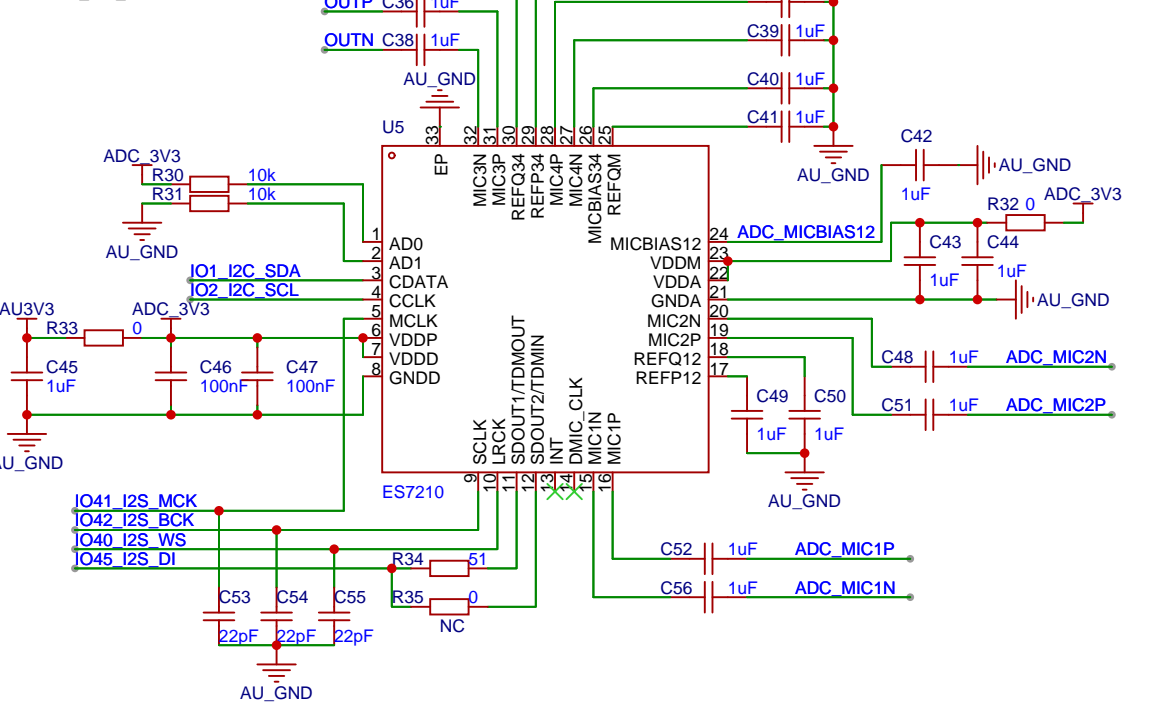 OUTP C36 1uF
OUTN C38 1uF
C39 1uF
AU_GND
C40 1uF
C41 1uF
U5
33 32 31 30 29 28 27 26 25
EP MIC3N MIC3P REFQ34 REFP34 MIC4P MIC4N MICBIAS34 REFQM
AU_GND
C42
1uF
AU_GND
ADC_3V3
R30 10k
R31 10k
AU_GND
R32 0
ADC_3V3
1 AD0
2 AD1
IO1_I2C_SDA 3 CDATA
IO2_I2C_SCL 4 CCLK
5 MCLK
6 VDDP
7 VDDD
8 GNDD
MICBIAS12 24 ADC_MICBIAS12
VDDM 23
VDDA 22
GNDA 21
MIC2N 20
MIC2P 19
REFQ12 18
REFP12 17
C43
1uF
C44
1uF
AU_GND
AU3V3
R33 0
ADC_3V3
C45
1uF
C46
100nF
C47
100nF
C48 1uF ADC_MIC2N
C51 1uF ADC_MIC2P
C49
1uF
C50
1uF
AU_GND
SCLK LRCK SDOUT1/TDMOUT SDOUT2/TDMIN INT DMIC_CLK MIC1N MIC1P
9 10 11 12 13 14 15 16
ES7210
IO41_I2S_MCK
IO42_I2S_BCK
IO40_I2S_WS
IO45_I2S_DI
R34 51
R35 0
NC
C52 1uF ADC_MIC1P
C56 1uF ADC_MIC1N
C53
22pF
C54
22pF
C55
22pF
AU_GND